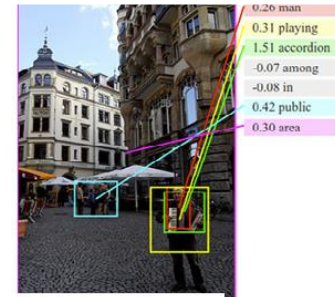 0.26 man
0.31 playing
1.51 accordion
-0.07 among
-0.08 in
0.42 public
0.30 area